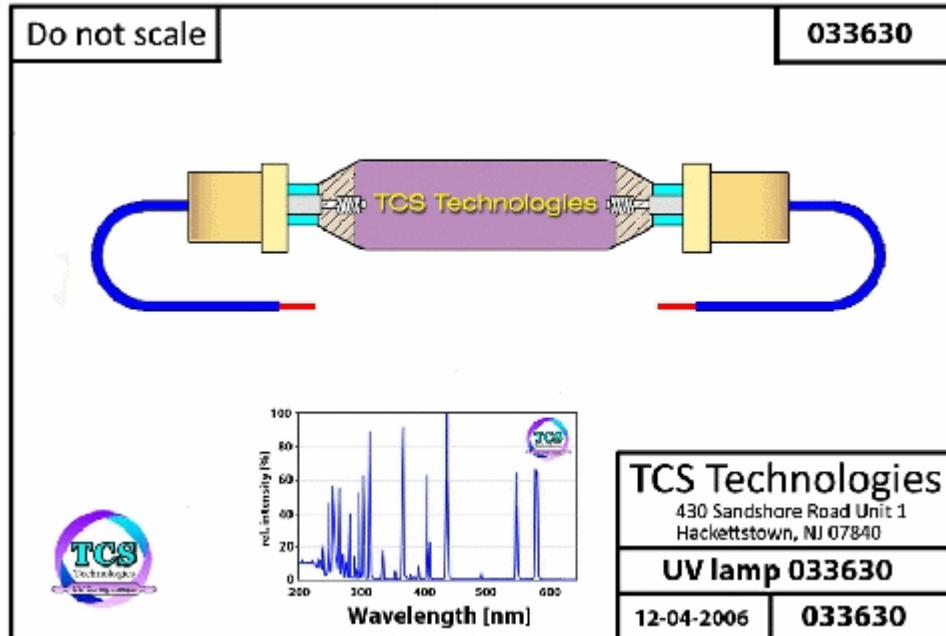 Do not scale
033630
TCS Technologies
100
80
60
40
20
0
rel. intensity [%]
TCS
200 300 400 500 600
Wavelength [nm]
TCS
Technologies
TCS Technologies
430 Sandshore Road Unit 1
Hackettstown, NJ 07840
UV lamp 033630
12-04-2006
033630